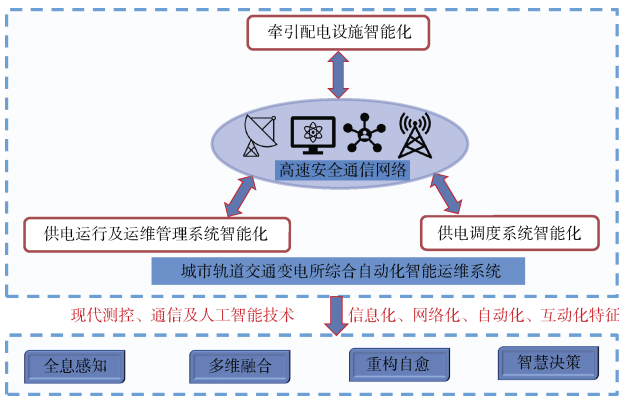 牵引配电设施智能化
高速安全通信网络
供电运行及运维管理系统智能化
供电调度系统智能化
城市轨道交通变电所综合自动化智能运维系统
现代测控、通信及人工智能技术
信息化、网络化、自动化、互动化特征
全息感知
多维融合
重构自愈
智慧决策